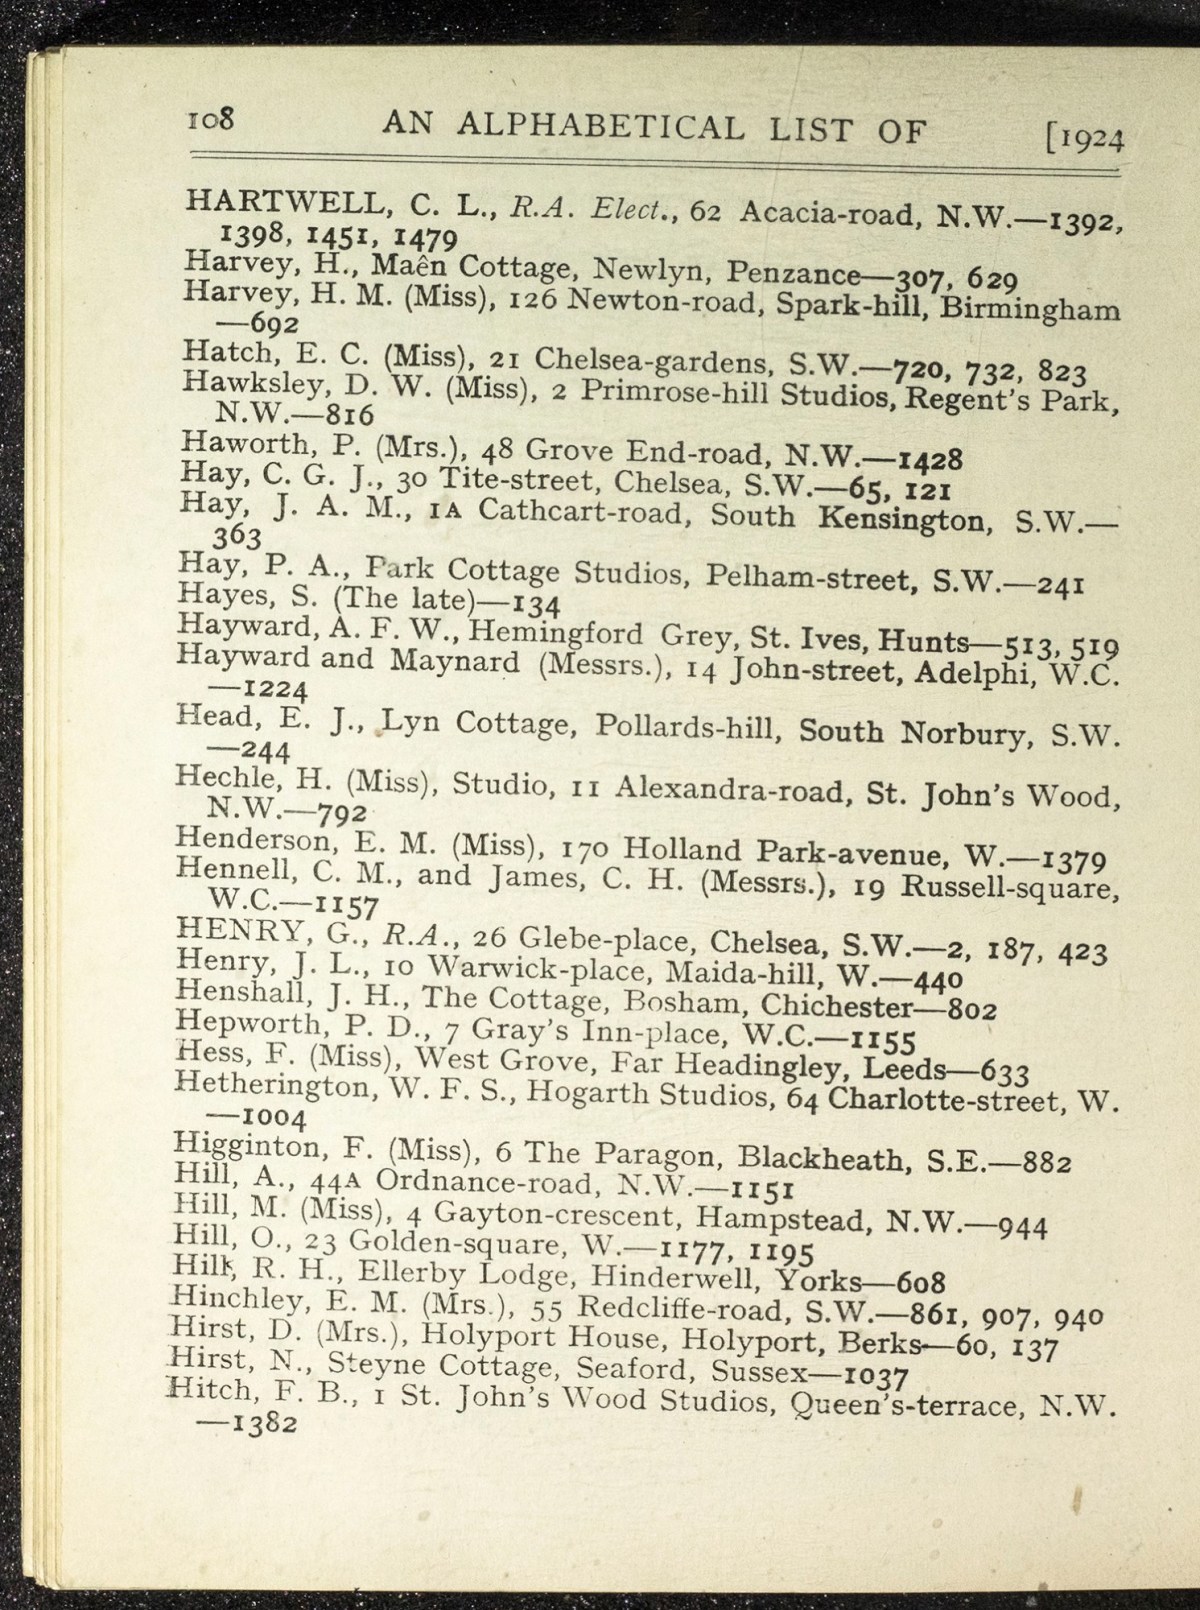 108 AN ALPHABETICAL LIST OF [1924
HARTWELL, C. L., R.A. Elect., 62 Acacia-road, N.W.—1392,
1398, 1451, 1479
Harvey, H., Maên Cottage, Newlyn, Penzance—307, 629
Harvey, H. M. (Miss), 126 Newton-road, Spark-hill, Birmingham
—692
Hatch, E. C. (Miss), 21 Chelsea-gardens, S.W.—720, 732, 823
Hawksley, D. W. (Miss), 2 Primrose-hill Studios, Regent's Park,
N.W.—816
Haworth, P. (Mrs.), 48 Grove End-road, N.W.—1428
Hay, C. G. J., 30 Tite-street, Chelsea, S.W.—65, 121
Hay, J. A. M., 1A Cathcart-road, South Kensington, S.W.—
363
Hay, P. A., Park Cottage Studios, Pelham-street, S.W.—241
Hayes, S. (The late)—134
Hayward, A. F. W., Hemingford Grey, St. Ives, Hunts—513, 519
Hayward and Maynard (Messrs.), 14 John-street, Adelphi, W.C.
—1224
Head, E. J., Lyn Cottage, Pollards-hill, South Norbury, S.W.
—244
Hechle, H. (Miss), Studio, 11 Alexandra-road, St. John's Wood,
N.W.—792
Henderson, E. M. (Miss), 170 Holland Park-avenue, W.—1379
Hennell, C. M., and James, C. H. (Messrs.), 19 Russell-square,
W.C.—1157
HENRY, G., R.A., 26 Glebe-place, Chelsea, S.W.—2, 187, 423
Henry, J. L., 10 Warwick-place, Maida-hill, W.—440
Henshall, J. H., The Cottage, Bosham, Chichester—802
Hepworth, P. D., 7 Gray's Inn-place, W.C.—1155
Hess, F. (Miss), West Grove, Far Headingley, Leeds—633
Hetherington, W. F. S., Hogarth Studios, 64 Charlotte-street, W.
—1004
Higginton, F. (Miss), 6 The Paragon, Blackheath, S.E.—882
Hill, A., 44A Ordnance-road, N.W.—1151
Hill, M. (Miss), 4 Gayton-crescent, Hampstead, N.W.—944
Hill, O., 23 Golden-square, W.—1177, 1195
Hill, R. H., Ellerby Lodge, Hinderwell, Yorks—608
Hinchley, E. M. (Mrs.), 55 Redcliffe-road, S.W.—861, 907, 940
Hirst, D. (Mrs.), Holyport House, Holyport, Berks—60, 137
Hirst, N., Steyne Cottage, Seaford, Sussex—1037
Hitch, F. B., 1 St. John's Wood Studios, Queen's-terrace, N.W.
—1382